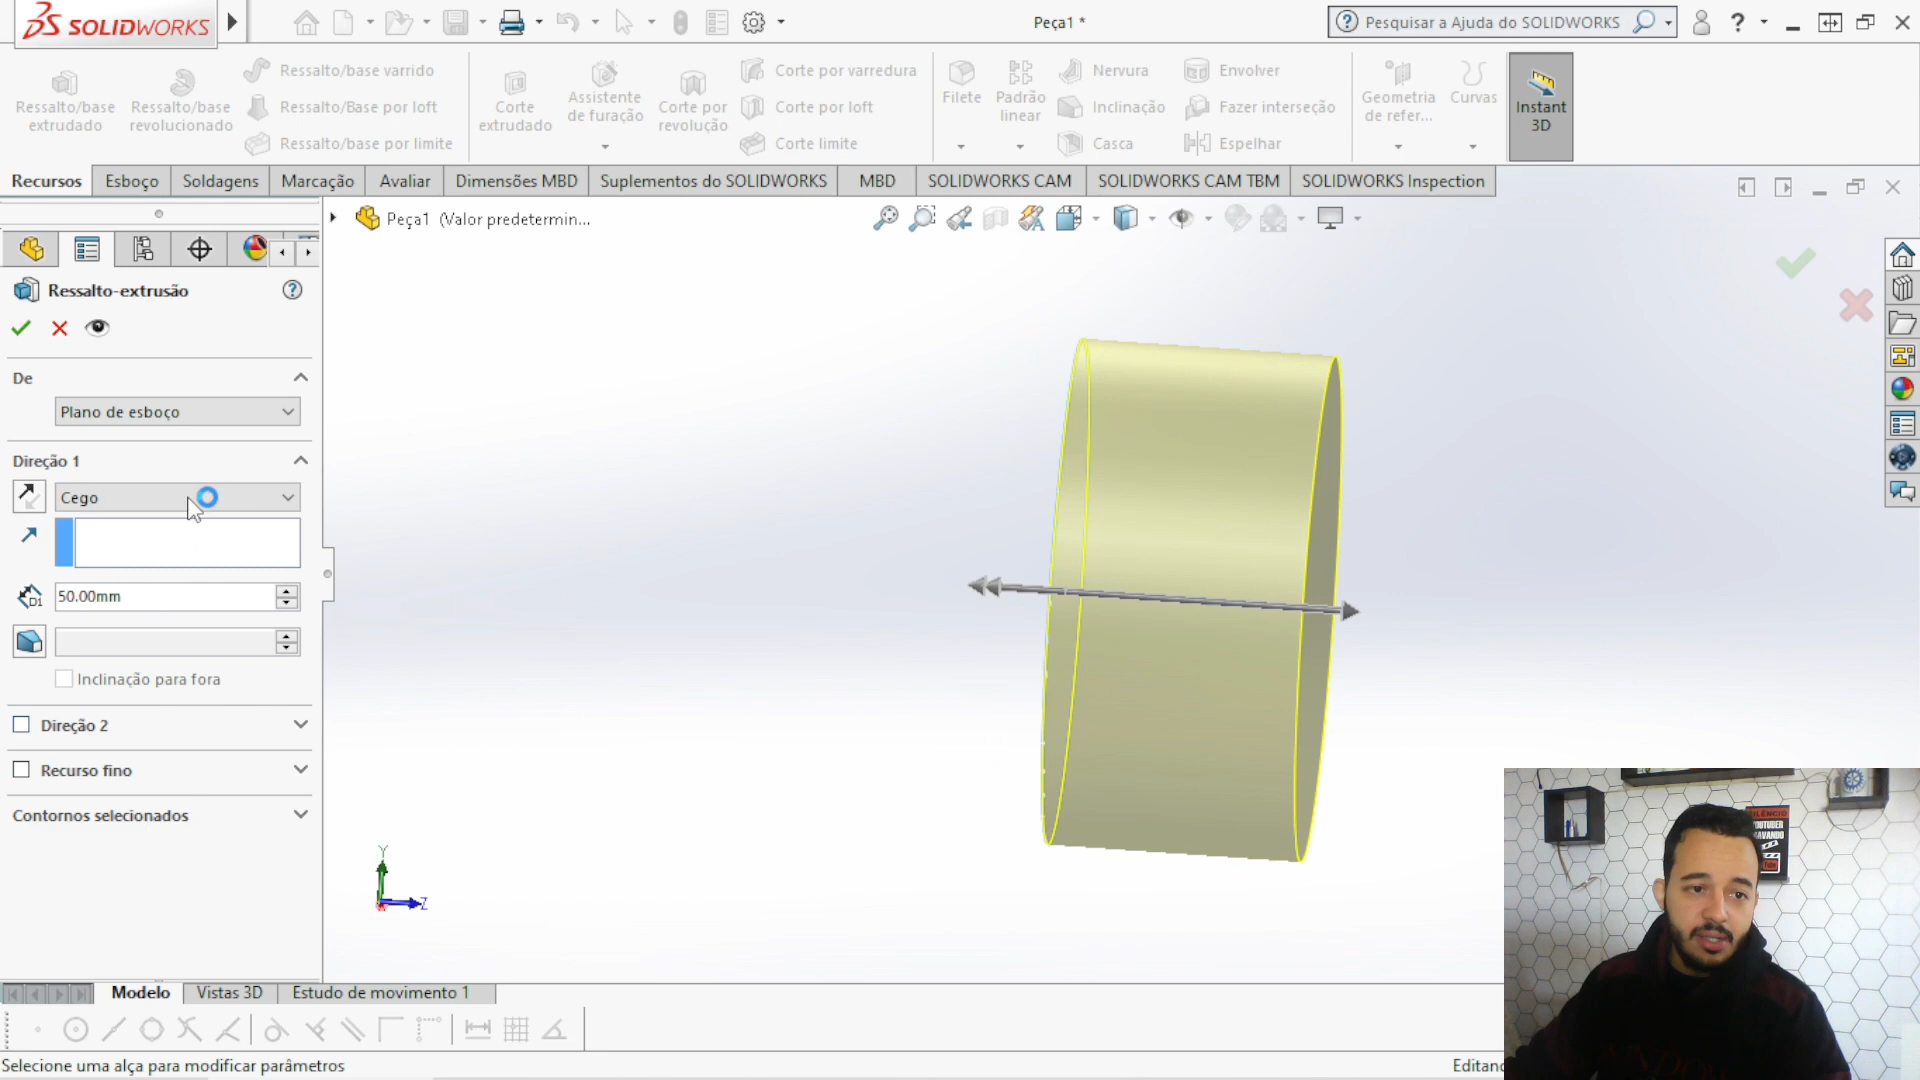 SOLIDWORKS
Peça1 *
Pesquisar a Ajuda do SOLIDWORKS
Ressalto/base
extrudado
Ressalto/base
revolucionado
Ressalto/base varrido
Ressalto/Base por loft
Ressalto/base por limite
Corte
extrudado
Assistente
de furação
Corte por
revolução
Corte por varredura
Corte por loft
Corte limite
Filete
Padrão
linear
Nervura
Inclinação
Casca
Envolver
Fazer interseção
Espelhar
Geometria
de refer...
Curvas
Instant
3D
Recursos
Esboço
Soldagens
Marcação
Avaliar
Dimensões MBD
Suplementos do SOLIDWORKS
MBD
SOLIDWORKS CAM
SOLIDWORKS CAM TBM
SOLIDWORKS Inspection
Peça1 (Valor predetermin...
Ressalto-extrusão
De
Plano de esboço
Direção 1
Cego
D1
50.00mm
Inclinação para fora
Direção 2
Recurso fino
Contornos selecionados
Y
Z
Modelo
Vistas 3D
Estudo de movimento 1
Selecione uma alça para modificar parâmetros
Editand